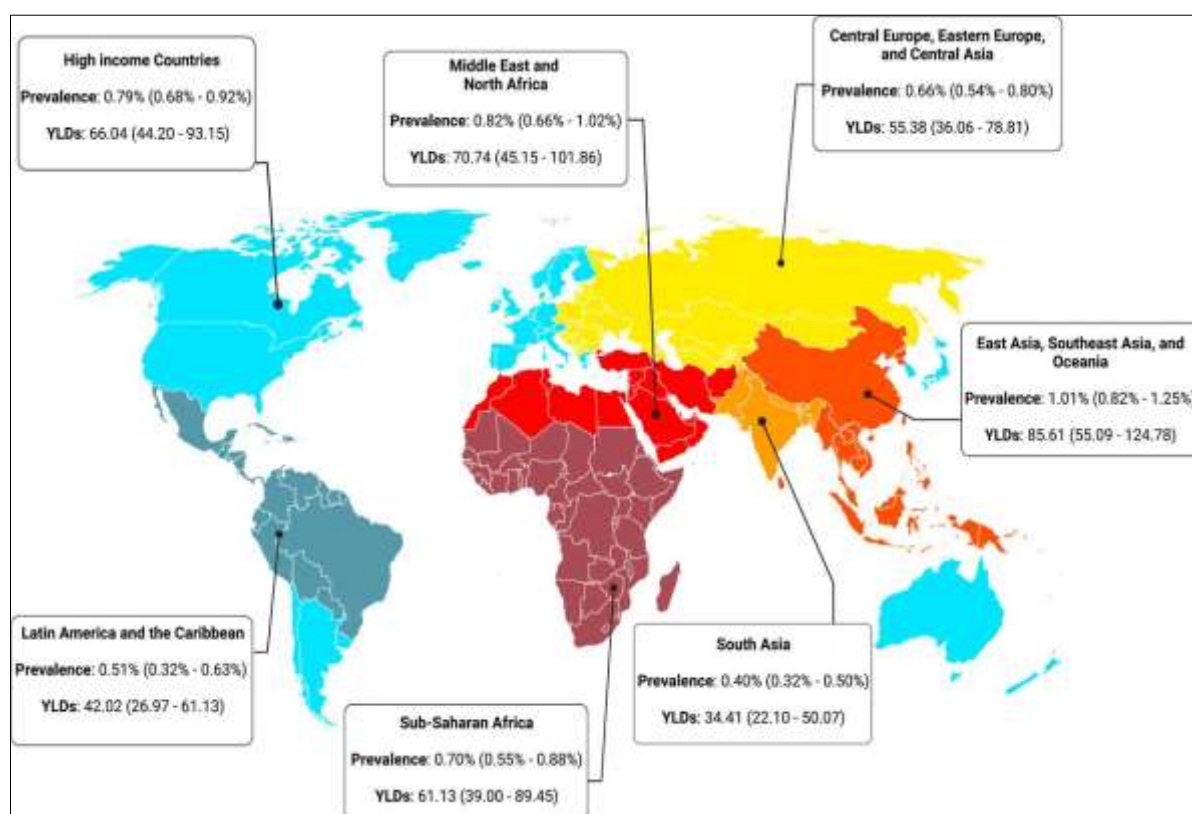 High income Countries
Prevalence: 0.79% (0.68% - 0.92%)
YLDs: 66.04 (44.20 - 93.15)
Middle East and
North Africa
Prevalence: 0.82% (0.66% - 1.02%)
YLDs: 70.74 (45.15 - 101.86)
Central Europe, Eastern Europe,
and Central Asia
Prevalence: 0.66% (0.54% - 0.80%)
YLDs: 55.38 (36.06 - 78.81)
East Asia, Southeast Asia, and
Oceania
Prevalence: 1.01% (0.82% - 1.25%)
YLDs: 85.61 (55.09 - 124.78)
Latin America and the Caribbean
Prevalence: 0.51% (0.32% - 0.63%)
YLDs: 42.02 (26.97 - 61.13)
Sub-Saharan Africa
Prevalence: 0.70% (0.55% - 0.88%)
YLDs: 61.13 (39.00 - 89.45)
South Asia
Prevalence: 0.40% (0.32% - 0.50%)
YLDs: 34.41 (22.10 - 50.07)